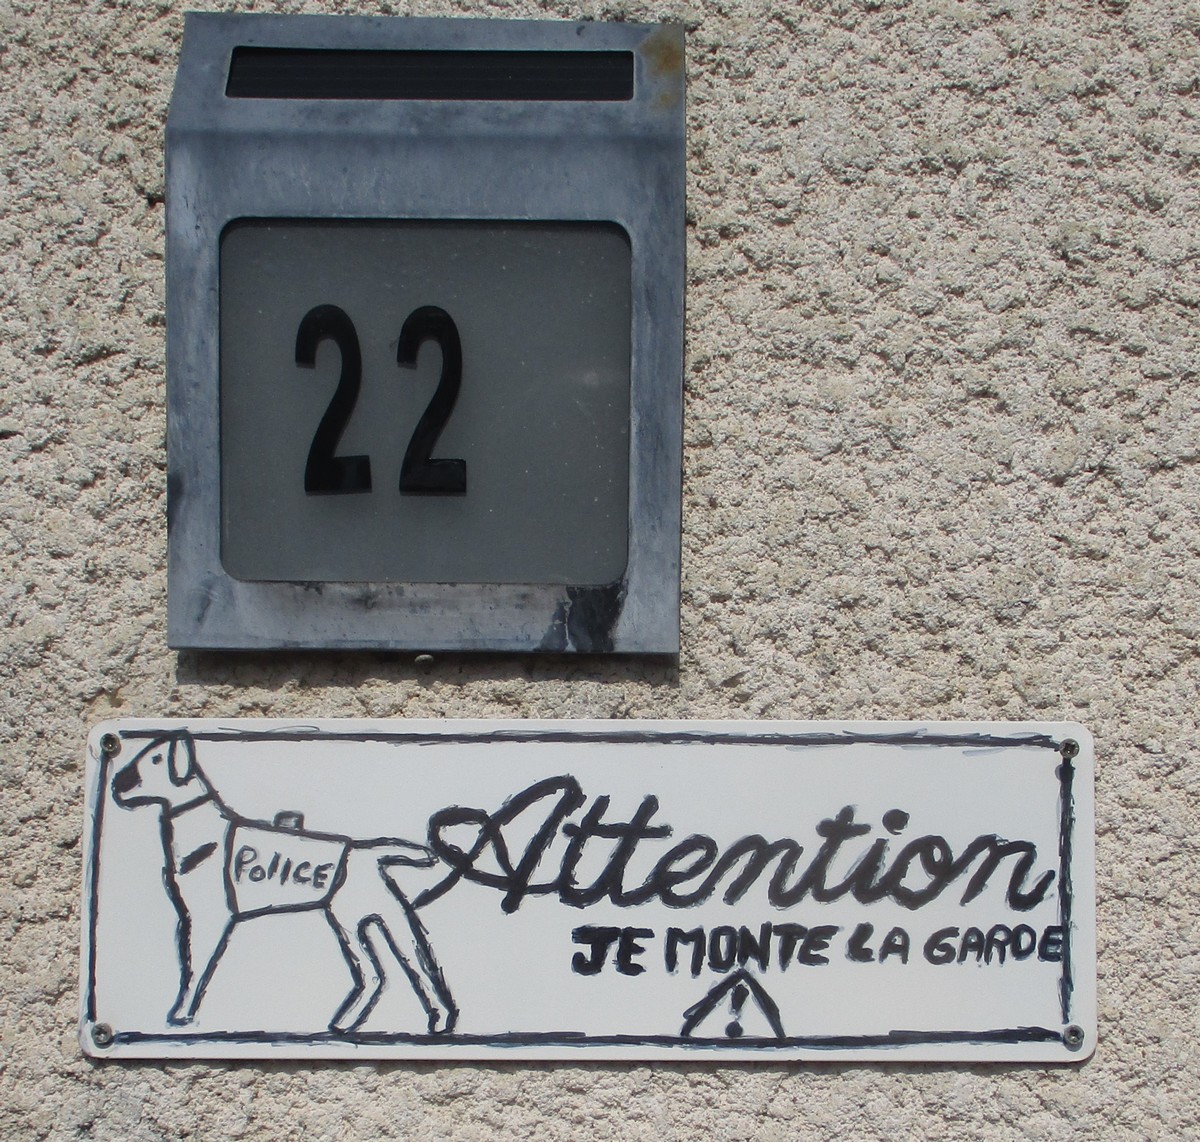 22
Police
Attention
JE MONTE LA GARDE
!